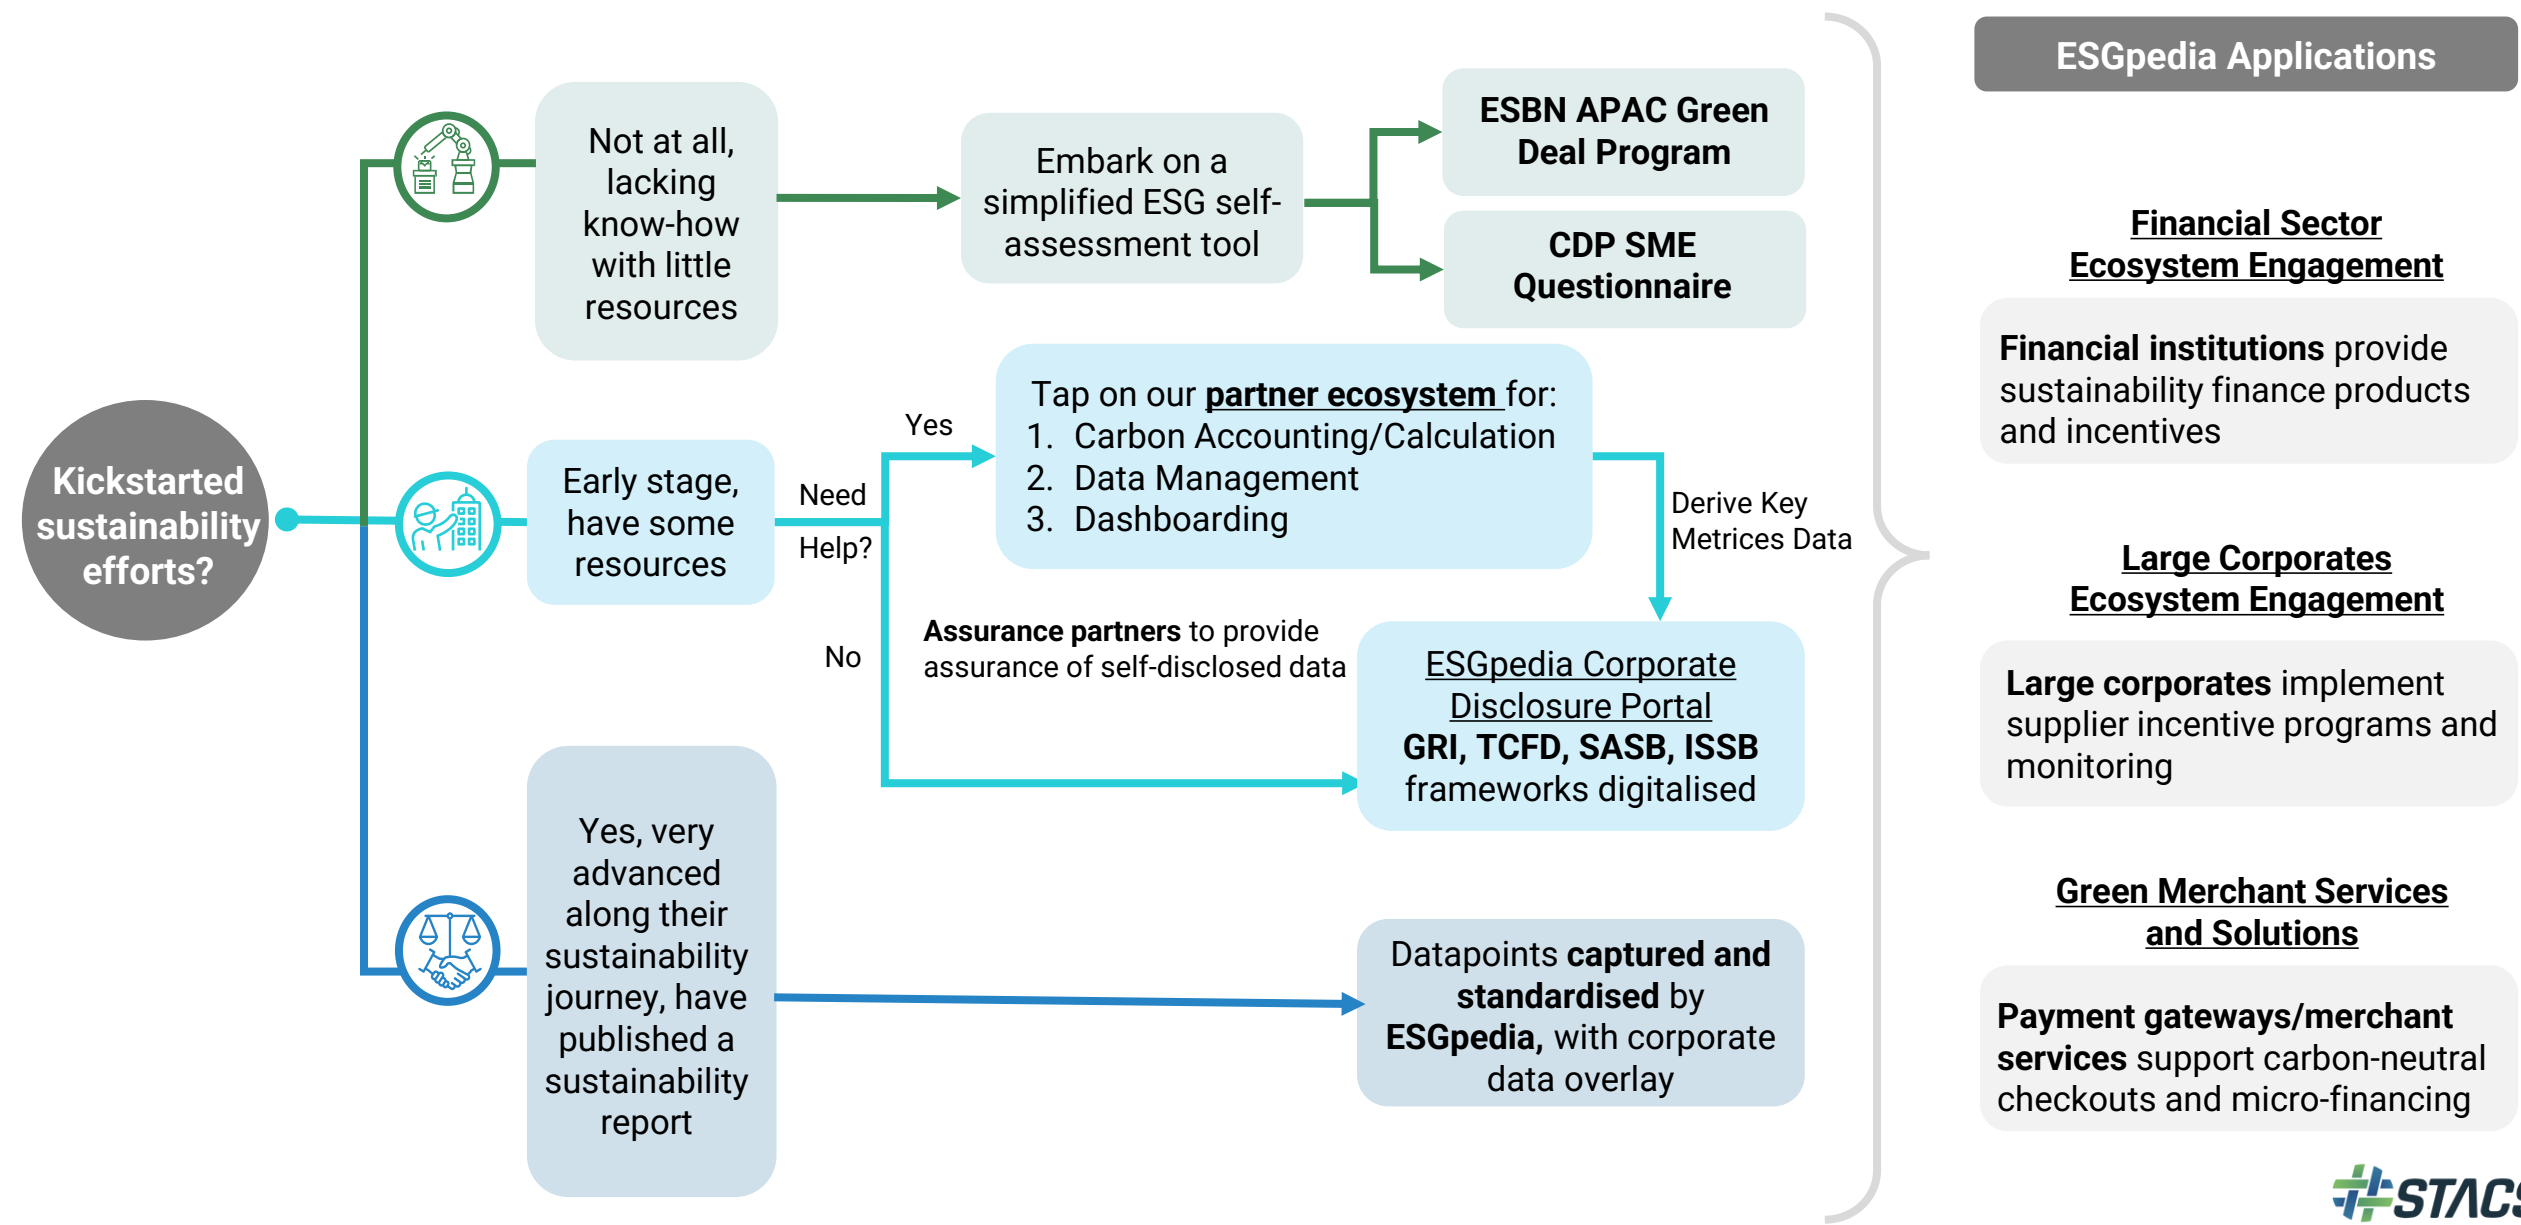 Kickstarted
sustainability
efforts?
Not at all,
lacking
know-how
with little
resources
Embark on a
simplified ESG self-
assessment tool
ESBN APAC Green
Deal Program
CDP SME
Questionnaire
Early stage,
have some
resources
Need
Help?
Yes
No
Tap on our partner ecosystem for:
1. Carbon Accounting/Calculation
2. Data Management
3. Dashboarding
Derive Key
Metrices Data
Assurance partners to provide
assurance of self-disclosed data
ESGpedia Corporate
Disclosure Portal
GRI, TCFD, SASB, ISSB
frameworks digitalised
Yes, very
advanced
along their
sustainability
journey, have
published a
sustainability
report
Datapoints captured and
standardised by
ESGpedia, with corporate
data overlay
ESGpedia Applications
Financial Sector
Ecosystem Engagement
Financial institutions provide
sustainability finance products
and incentives
Large Corporates
Ecosystem Engagement
Large corporates implement
supplier incentive programs and
monitoring
Green Merchant Services
and Solutions
Payment gateways/merchant
services support carbon-neutral
checkouts and micro-financing
STACS